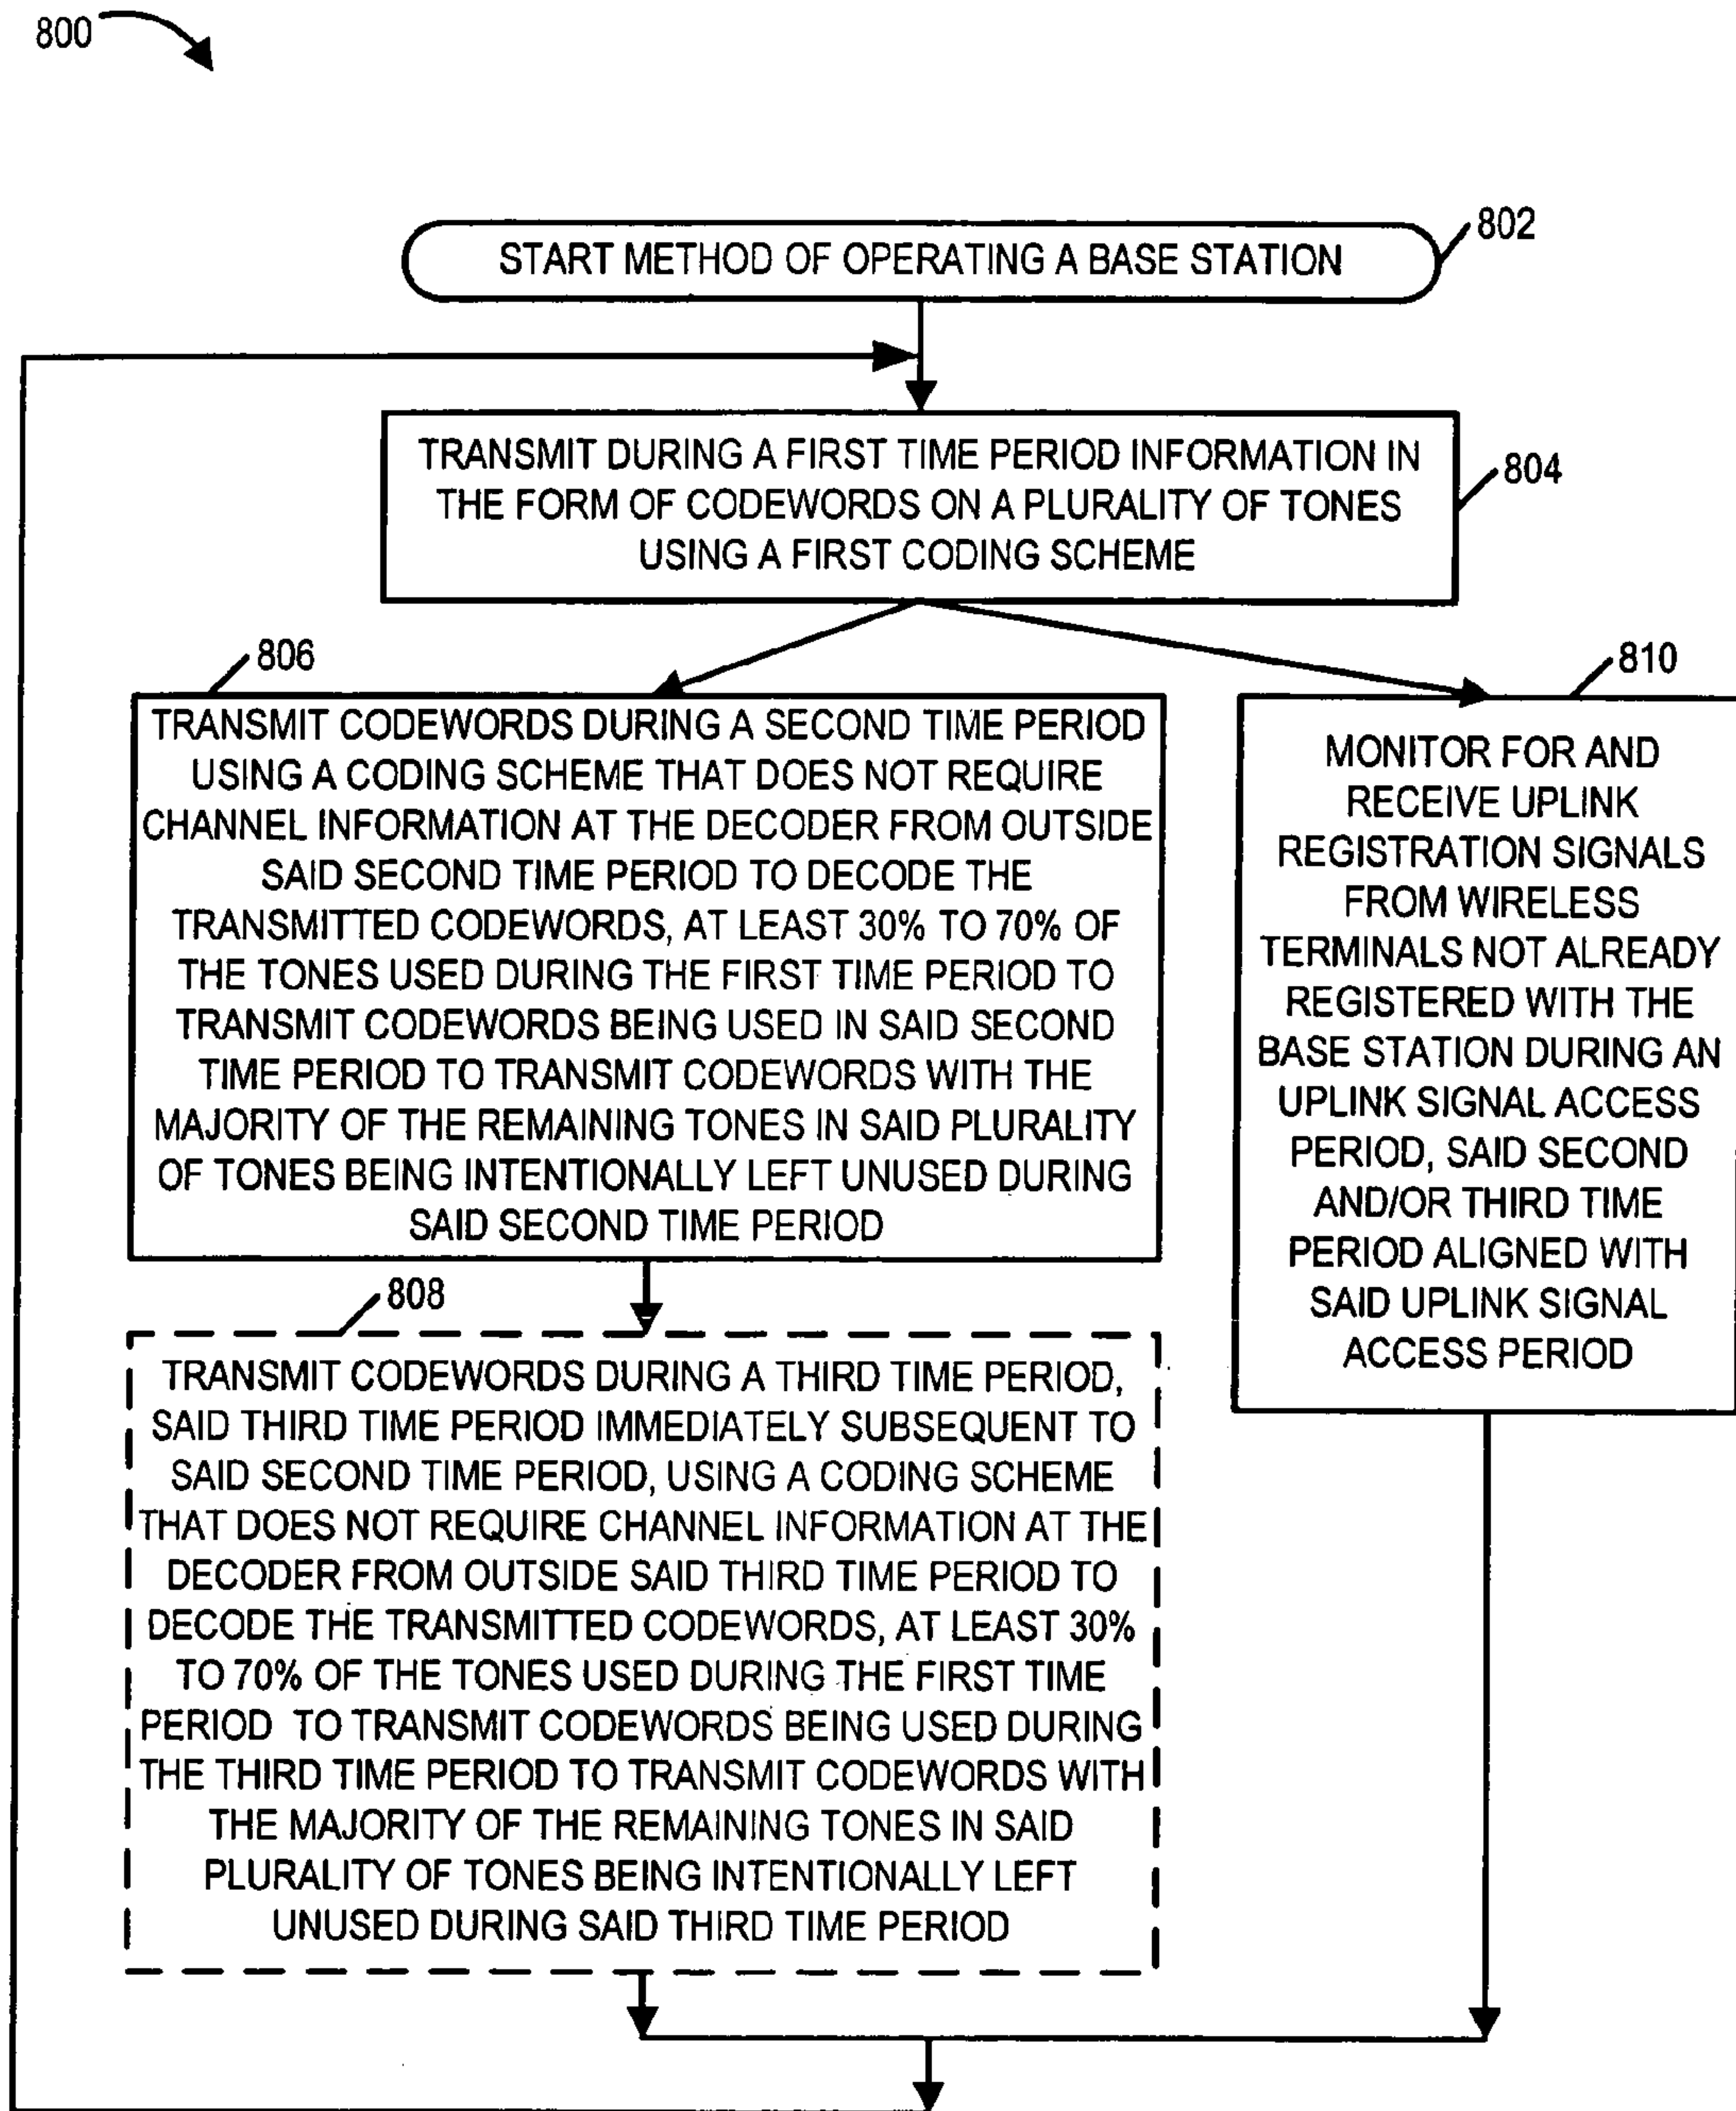 800
START METHOD OF OPERATING A BASE STATION
802
TRANSMIT DURING A FIRST TIME PERIOD INFORMATION IN
THE FORM OF CODEWORDS ON A PLURALITY OF TONES
USING A FIRST CODING SCHEME
804
806
TRANSMIT CODEWORDS DURING A SECOND TIME PERIOD
USING A CODING SCHEME THAT DOES NOT REQUIRE
CHANNEL INFORMATION AT THE DECODER FROM OUTSIDE
SAID SECOND TIME PERIOD TO DECODE THE
TRANSMITTED CODEWORDS, AT LEAST 30% TO 70% OF
THE TONES USED DURING THE FIRST TIME PERIOD TO
TRANSMIT CODEWORDS BEING USED IN SAID SECOND
TIME PERIOD TO TRANSMIT CODEWORDS WITH THE
MAJORITY OF THE REMAINING TONES IN SAID PLURALITY
OF TONES BEING INTENTIONALLY LEFT UNUSED DURING
SAID SECOND TIME PERIOD
810
MONITOR FOR AND
RECEIVE UPLINK
REGISTRATION SIGNALS
FROM WIRELESS
TERMINALS NOT ALREADY
REGISTERED WITH THE
BASE STATION DURING AN
UPLINK SIGNAL ACCESS
PERIOD, SAID SECOND
AND/OR THIRD TIME
PERIOD ALIGNED WITH
SAID UPLINK SIGNAL
ACCESS PERIOD
808
TRANSMIT CODEWORDS DURING A THIRD TIME PERIOD,
SAID THIRD TIME PERIOD IMMEDIATELY SUBSEQUENT TO
SAID SECOND TIME PERIOD, USING A CODING SCHEME
THAT DOES NOT REQUIRE CHANNEL INFORMATION AT THE
DECODER FROM OUTSIDE SAID THIRD TIME PERIOD TO
DECODE THE TRANSMITTED CODEWORDS, AT LEAST 30%
TO 70% OF THE TONES USED DURING THE FIRST TIME
PERIOD TO TRANSMIT CODEWORDS BEING USED DURING
THE THIRD TIME PERIOD TO TRANSMIT CODEWORDS WITH
THE MAJORITY OF THE REMAINING TONES IN SAID
PLURALITY OF TONES BEING INTENTIONALLY LEFT
UNUSED DURING SAID THIRD TIME PERIOD